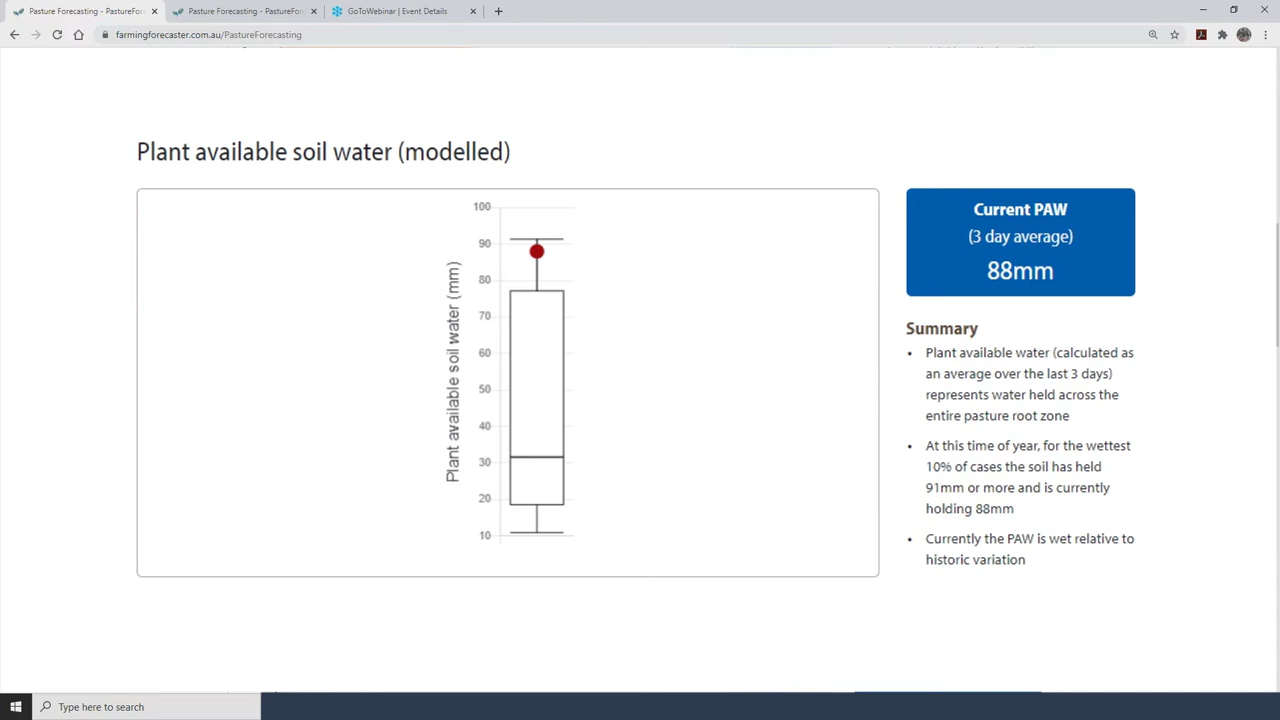 Pasture Forecasting - PastureFor
Pasture Forecasting - PastureFor
GoToWebinar | Event Details
farmingforecaster.com.au/PastureForecasting
Plant available soil water (modelled)
Plant available soil water (mm)
100
90
80
70
60
50
40
30
20
10
Current PAW
(3 day average)
88mm
Summary
• Plant available water (calculated as
an average over the last 3 days)
represents water held across the
entire pasture root zone
• At this time of year, for the wettest
10% of cases the soil has held
91mm or more and is currently
holding 88mm
• Currently the PAW is wet relative to
historic variation
Type here to search